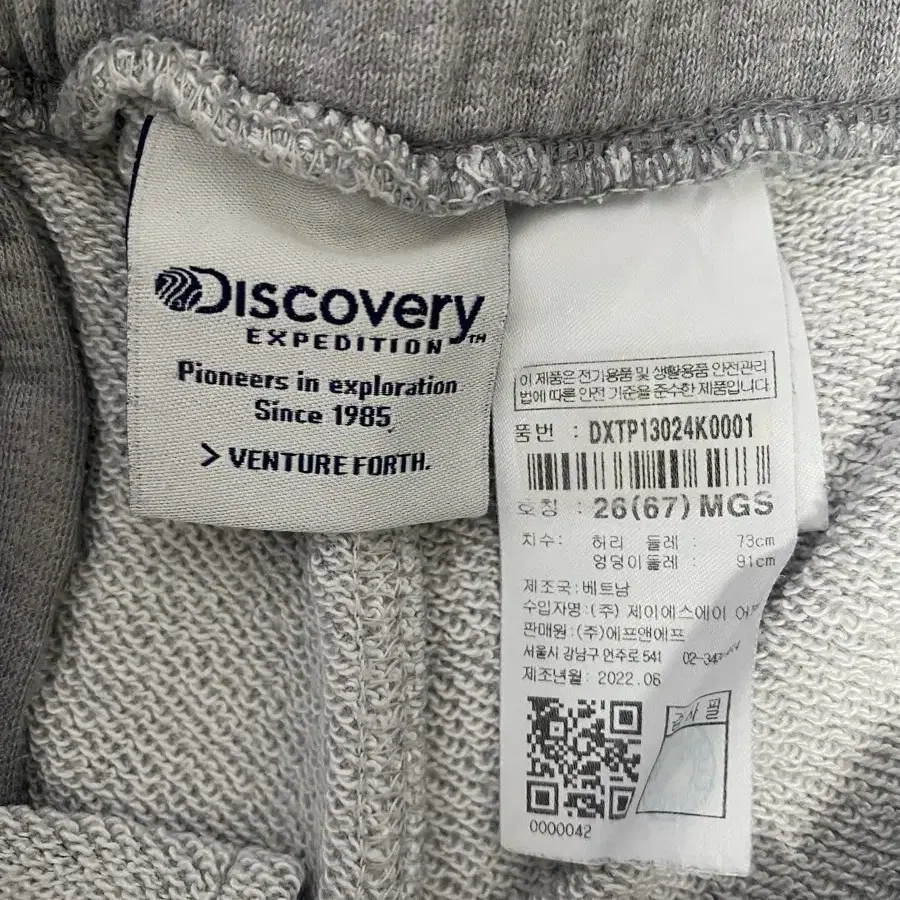 Discovery
EXPEDITION™
Pioneers in exploration
Since 1985,
> VENTURE FORTH.
이 제품은 전기용품 및 생활용품 안전관리
법에 따른 안전 기준을 준수한 제품입니다
품번 : DXTP13024K0001
호칭 : 26(67) MGS
치수: 허리 둘레 : 73cm
엉덩이둘레 : 91cm
제조국:베트남
수입자명:(주) 제이에스에이
판매원:(주)에프앤에프
서울시 강남구 언주로 541
제조년월: 2022.06
검사 필
0000042